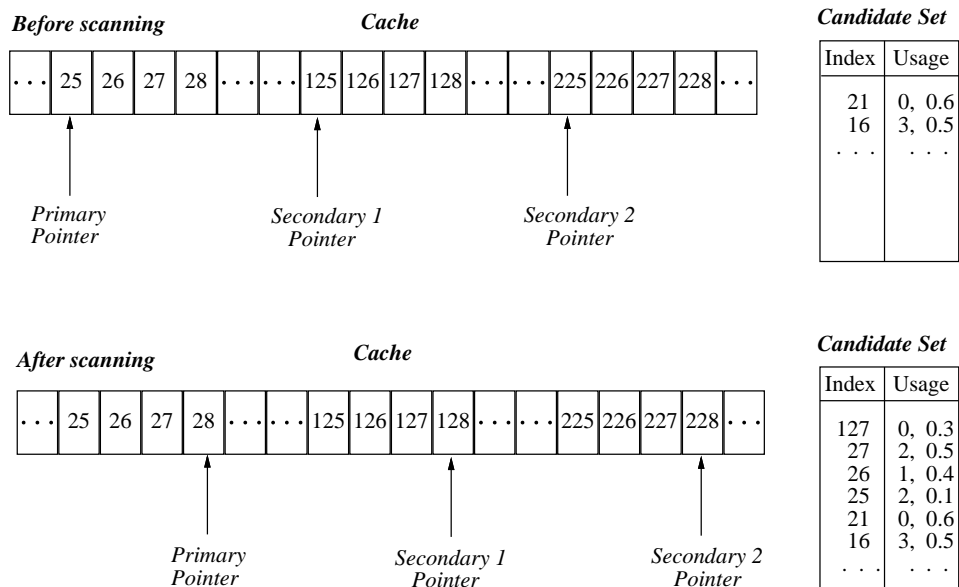 Before scanning
Cache
Candidate Set
. . . 25 26 27 28 . . . . . . 125 126 127 128 . . . . . . 225 226 227 228 . . .
Index Usage
21 0, 0.6
16 3, 0.5
. . . . . .
Primary
Pointer
Secondary 1
Pointer
Secondary 2
Pointer
After scanning
Cache
Candidate Set
. . . 25 26 27 28 . . . . . . 125 126 127 128 . . . . . . 225 226 227 228 . . .
Index Usage
127 0, 0.3
27 2, 0.5
26 1, 0.4
25 2, 0.1
21 0, 0.6
16 3, 0.5
. . . . . .
Primary
Pointer
Secondary 1
Pointer
Secondary 2
Pointer